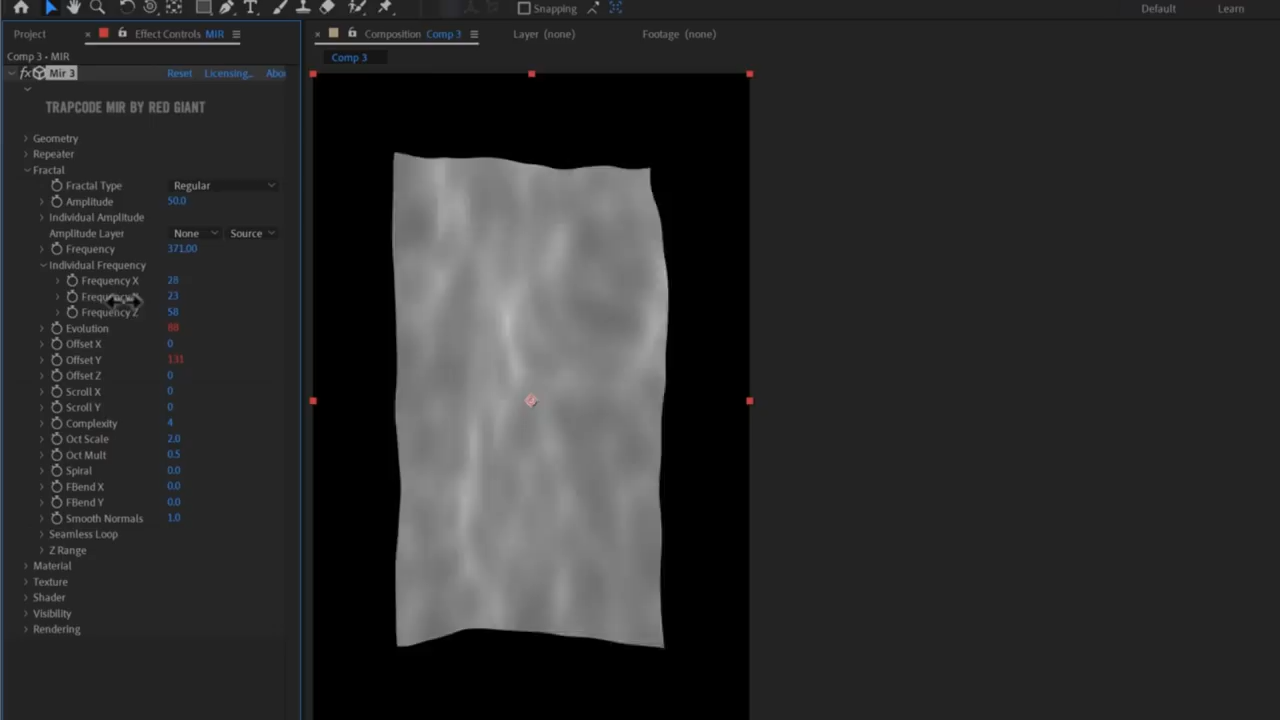 T
Snapping
Default
Learn
Project
Effect Controls MIR
Composition Comp 3
Layer (none)
Footage (none)
Comp 3 • MIR
Comp 3
fx Mir 3
Reset
Licensing...
TRAPCODE MIR BY RED GIANT
Geometry
Repeater
Fractal
Fractal Type Regular
Amplitude 50.0
Individual Amplitude
Amplitude Layer None Source
Frequency 371.00
Individual Frequency
Frequency X 28
23
Frequency Z 58
Evolution 88
Offset X 0
Offset Y 131
Offset Z 0
Scroll X 0
Scroll Y 0
Complexity 4
Oct Scale 2.0
Oct Mult 0.5
Spiral 0.0
FBend X 0.0
FBend Y 0.0
Smooth Normals 1.0
Seamless Loop
Z Range
Material
Texture
Shader
Visibility
Rendering